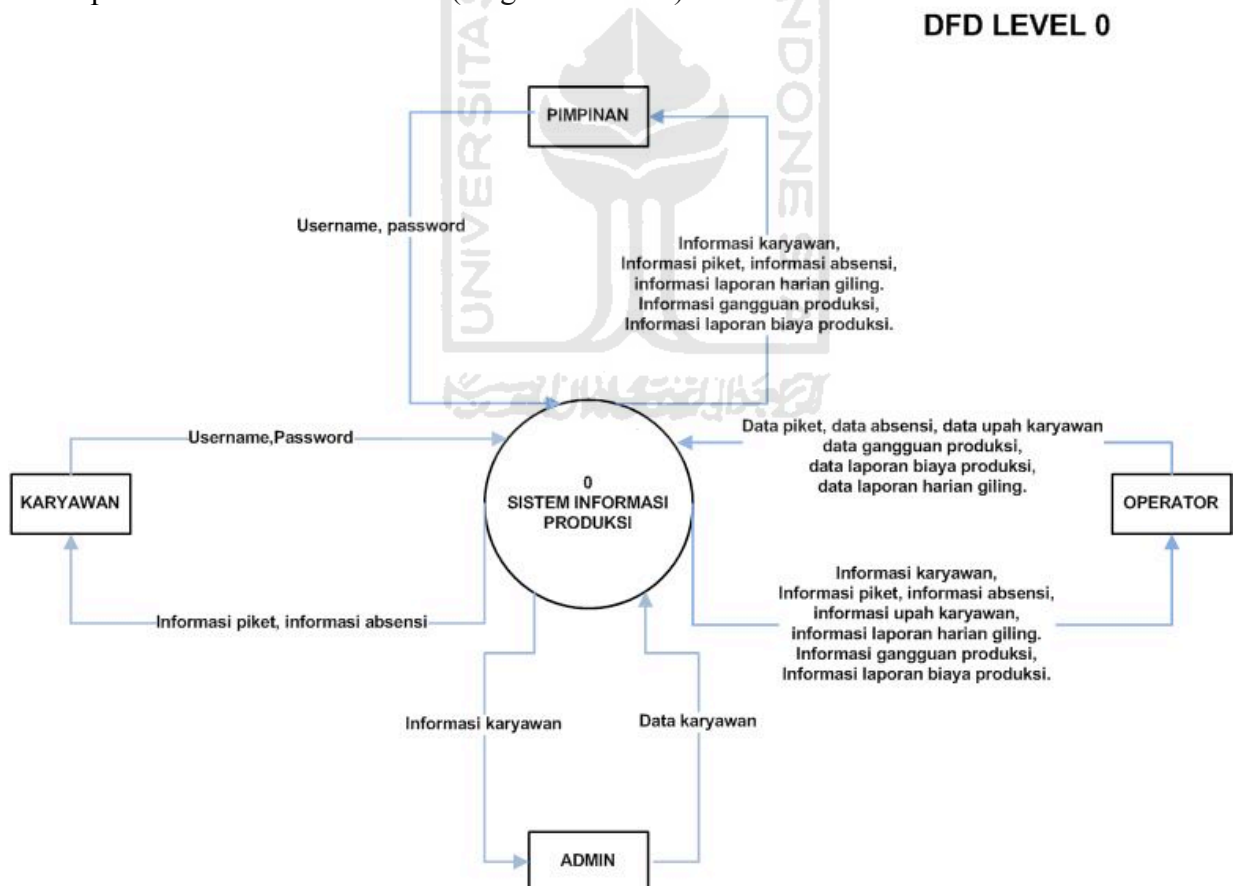 DFD LEVEL 0
UNIVERSITAS
PIMPINAN
Username, password
Informasi karyawan,
Informasi piket, informasi absensi,
informasi laporan harian giling.
Informasi gangguan produksi,
Informasi laporan biaya produksi.
Username,Password
Data piket, data absensi, data upah karyawan
data gangguan produksi,
data laporan biaya produksi,
data laporan harian giling.
KARYAWAN
0
SISTEM INFORMASI
PRODUKSI
OPERATOR
Informasi piket, informasi absensi
Informasi karyawan,
Informasi piket, informasi absensi,
informasi upah karyawan,
informasi laporan harian giling.
Informasi gangguan produksi,
Informasi laporan biaya produksi.
Informasi karyawan
Data karyawan
ADMIN